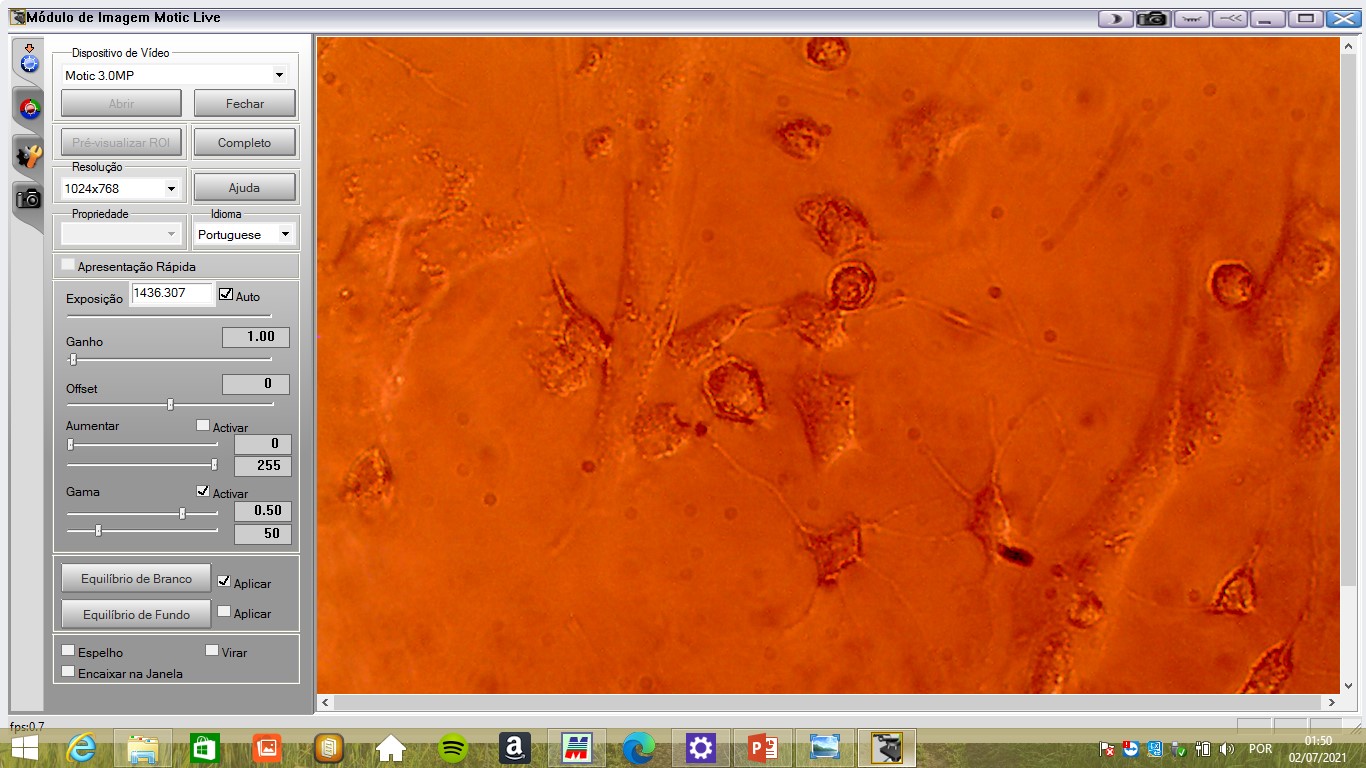 Módulo de Imagem Motic Live
Dispositivo de Vídeo
Motic 3.0MP
Abrir
Fechar
Pré-visualizar ROI
Completo
Resolução
1024x768
Ajuda
Propriedade
Idioma
Portuguese
Apresentação Rápida
Exposição
1436.307
Auto
Ganho
1.00
Offset
0
Aumentar
Activar
0
255
Gama
Activar
0.50
50
Equilíbrio de Branco
Aplicar
Equilíbrio de Fundo
Aplicar
Espelho
Virar
Encaixar na Janela
fps:0.7
POR
01:50
02/07/2021